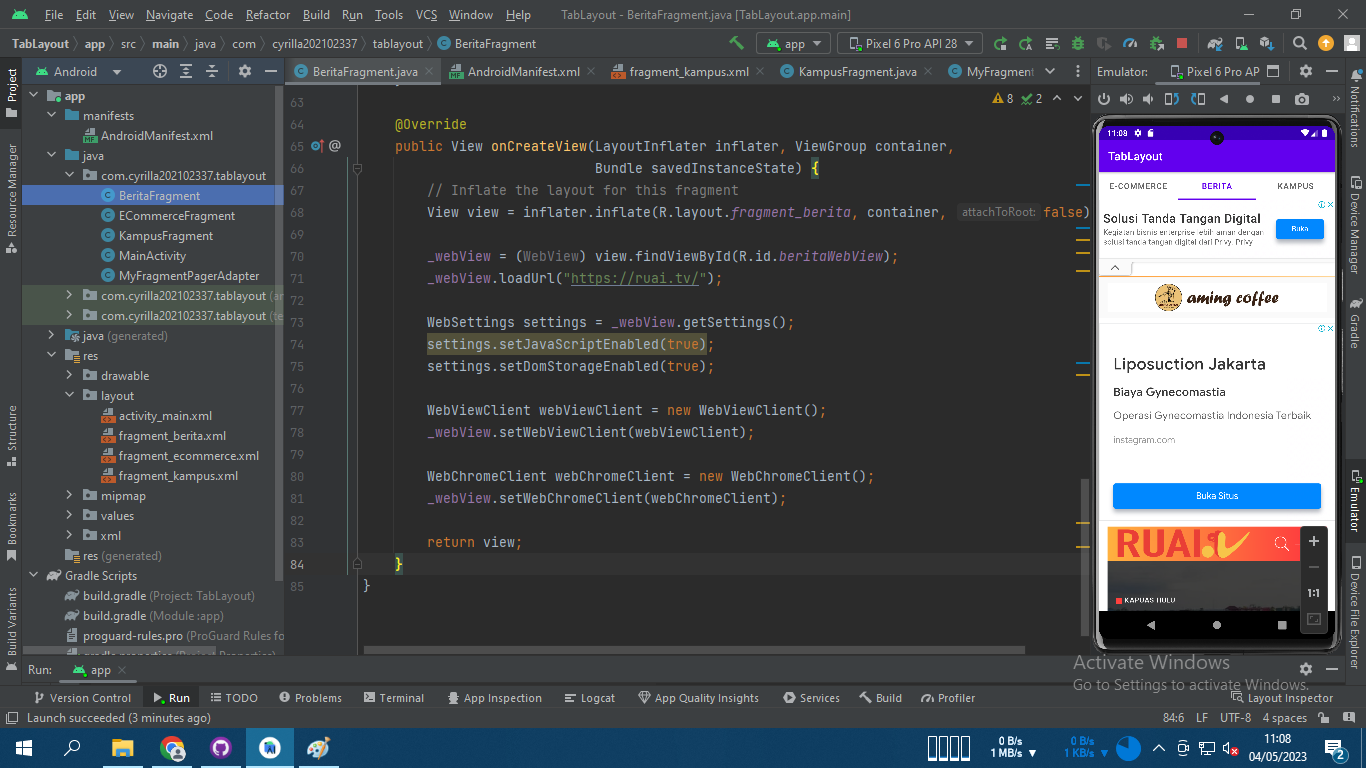 File Edit View Navigate Code Refactor Build Run Tools VCS Window Help TabLayout - BeritaFragment.java [TabLayout.app.main]
TabLayout app src main java com cyrilla202102337 tablayout BeritaFragment app Pixel 6 Pro API 28
Project Android BeritaFragment.java AndroidManifest.xml fragment_kampus.xml KampusFragment.java MyFragment Emulator: Pixel 6 Pro AP Notifications
app
manifests
AndroidManifest.xml
java
com.cyrilla202102337.tablayout
BeritaFragment
ECommerceFragment
KampusFragment
MainActivity
MyFragmentPagerAdapter
com.cyrilla202102337.tablayout (an
com.cyrilla202102337.tablayout (te
java (generated)
res
drawable
layout
activity_main.xml
fragment_berita.xml
fragment_ecommerce.xml
fragment_kampus.xml
mipmap
values
xml
res (generated)
Gradle Scripts
build.gradle (Project: TabLayout)
build.gradle (Module :app)
proguard-rules.pro (ProGuard Rules fo
gradle.properties (Project Properties)
Resource Manager
Structure
Bookmarks
Build Variants
8 2
63
64 @Override
65 public View onCreateView(LayoutInflater inflater, ViewGroup container,
66 Bundle savedInstanceState) {
67 // Inflate the layout for this fragment
68 View view = inflater.inflate(R.layout.fragment_berita, container, attachToRoot: false)
69
70 _webView = (WebView) view.findViewById(R.id.beritaWebView);
71 _webView.loadUrl("https://ruai.tv/");
72
73 WebSettings settings = _webView.getSettings();
74 settings.setJavaScriptEnabled(true);
75 settings.setDomStorageEnabled(true);
76
77 WebViewClient webViewClient = new WebViewClient();
78 _webView.setWebViewClient(webViewClient);
79
80 WebChromeClient webChromeClient = new WebChromeClient();
81 _webView.setWebChromeClient(webChromeClient);
82
83 return view;
84 }
85 }
11:08
TabLayout
E-COMMERCE BERITA KAMPUS
Solusi Tanda Tangan Digital
Kegiatan bisnis enterprise lebih aman dengan
solusi tanda tangan digital dari Privy. Privy
Buka
aming coffee
Liposuction Jakarta
Biaya Gynecomastia
Operasi Gynecomastia Indonesia Terbaik
instagram.com
Buka Situs
RUAI.tv
KAPUAS HULU
1:1
Device Manager
Gradle
Emulator
Device File Explorer
Activate Windows
Go to Settings to activate Windows.
Run: app
Version Control Run TODO Problems Terminal App Inspection Logcat App Quality Insights Services Build Profiler Layout Inspector
Launch succeeded (3 minutes ago) 84:6 LF UTF-8 4 spaces
0 B/s
1 MB/s
0 B/s
1 KB/s
11:08
04/05/2023
2